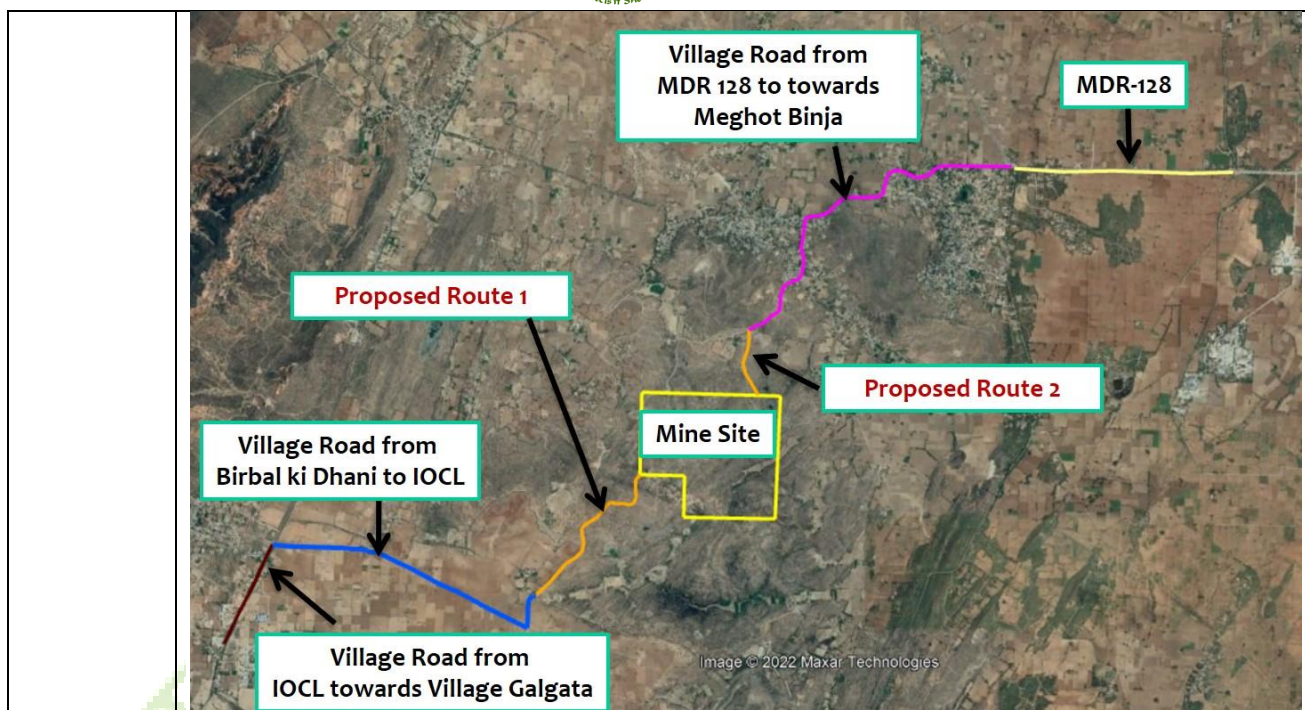 Village Road from
MDR 128 to towards
Meghot Binja
MDR-128
Proposed Route 1
Proposed Route 2
Mine Site
Village Road from
Birbal ki Dhani to IOCL
Village Road from
IOCL towards Village Galgata
Image © 2022 Maxar Technologies